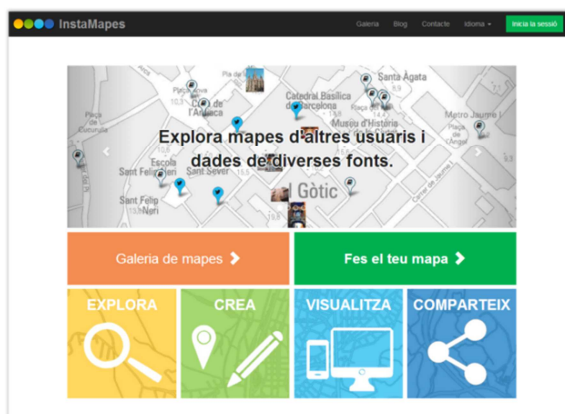 InstaMapes
Galeria Blog Contacte Idioma Inicia la sessió
Santa Àgata
Pla de
Catedral Basílica
de Barcelona
Plaça
de l'Àngel
Metro Jaume I
Museu d'Història
Explora mapes d'altres usuaris i
dades de diverses fonts.
Escola
Sant Felip Neri
Sant Sever
Gòtic
Sant Felip
Neri
Galeria de mapes
Fes el teu mapa
EXPLORA
CREA
VISUALITZA
COMPARTEIX